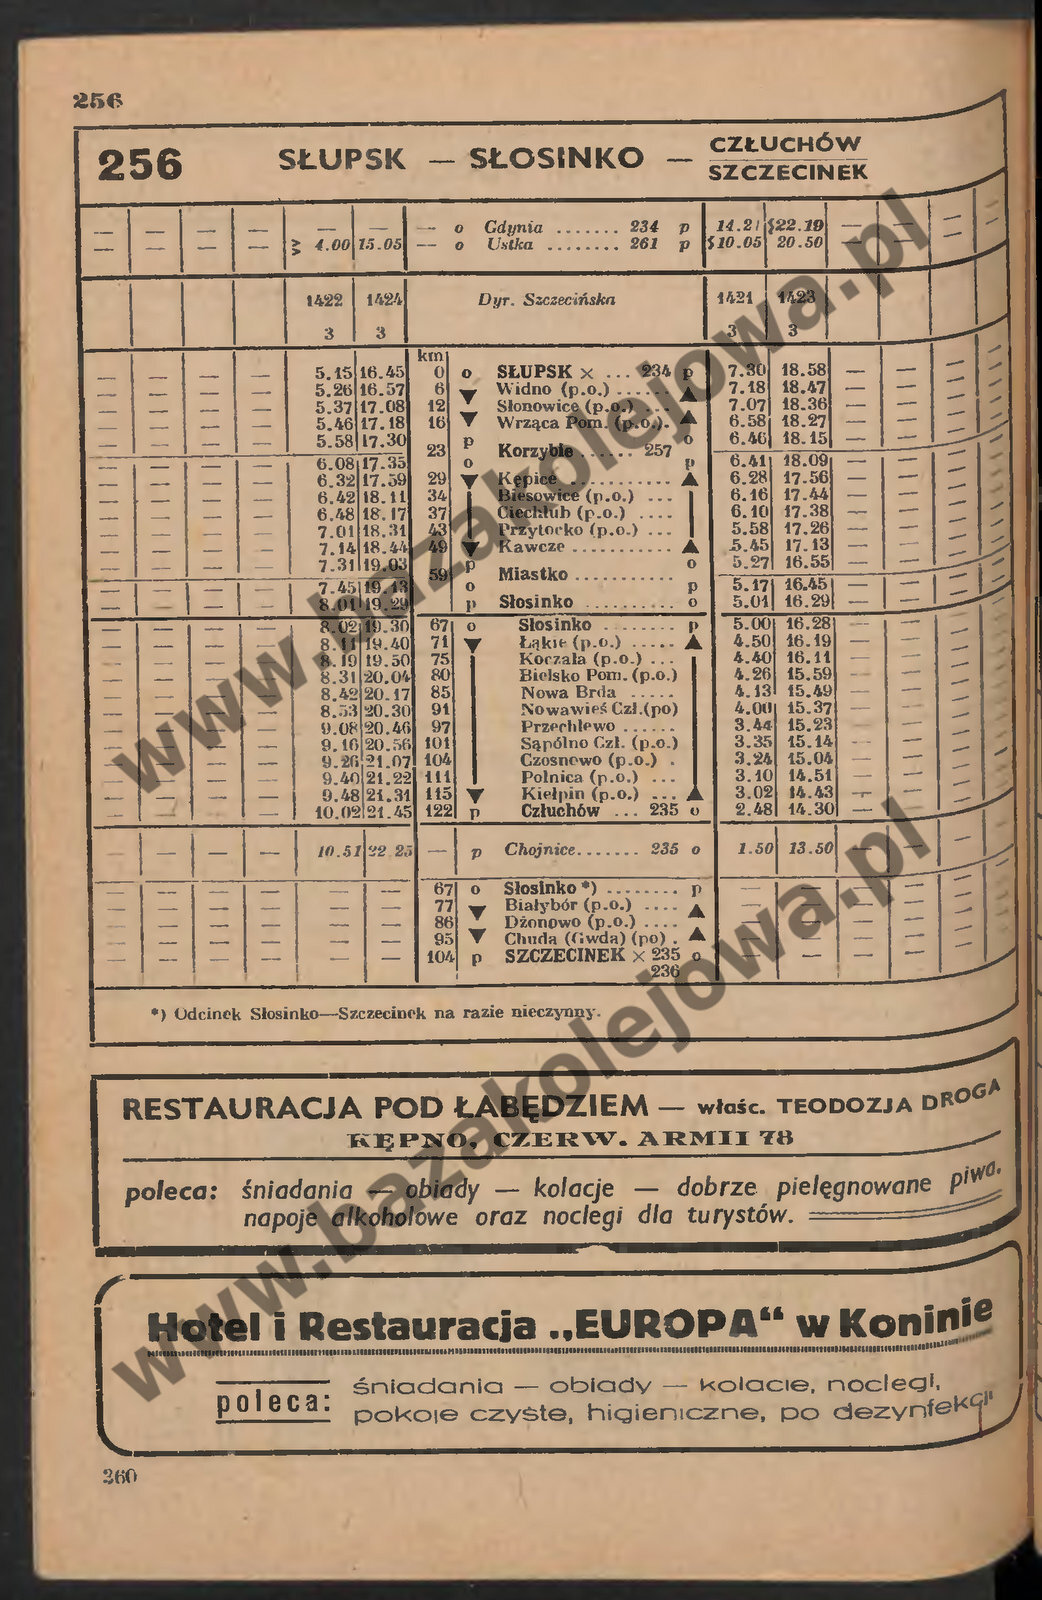 256
256 SŁUPSK — SŁOSINKO — CZŁUCHÓW
SZCZECINEK
— — — — — — — o Gdynia ....... 234 p 14.21 §22.19 — — — —
— — — — 4.00 15.05 — o Ustka ........ 261 p §10.05 20.50 — — — —
1422 1424 Dyr. Szczecińska 1421 1423
3 3 3 3
km
— — — — 5.15 16.45 0 o SŁUPSK × ... 234 p 7.30 18.58 — — — —
— — — — 5.26 16.57 6 Widno (p.o.) ...... 7.18 18.47 — — — —
— — — — 5.37 17.08 12 Słonowice (p.o.) ... 7.07 18.36 — — — —
— — — — 5.46 17.18 16 Wrząca Pom. (p.o.). 6.58 18.27 — — — —
— — — — 5.58 17.30 23 p Korzybie ...... 257 o 6.46 18.15 — — — —
— — — — 6.08 17.35 o p 6.41 18.09 — — — —
— — — — 6.32 17.59 29 Kępice ........... 6.28 17.56 — — — —
— — — — 6.42 18.11 34 Biesowice (p.o.) ... 6.16 17.44 — — — —
— — — — 6.48 18.17 37 Ciecholub (p.o.) .... 6.10 17.38 — — — —
— — — — 7.01 18.31 43 Przytocko (p.o.) ... 5.58 17.26 — — — —
— — — — 7.14 18.44 49 Kawcze ............ 5.45 17.13 — — — —
— — — — 7.31 19.03 59 p Miastko ........... o 5.27 16.55 — — — —
— — — — 7.45 19.13 o p 5.17 16.45 — — — —
— — — — 8.01 19.29 p Słosinko .......... o 5.01 16.29 — — — —
— — — — 8.02 19.30 67 o Słosinko ........ p 5.00 16.28 — — — —
— — — — 8.11 19.40 71 Łąkie (p.o.) ..... 4.50 16.19 — — — —
— — — — 8.19 19.50 75 Koczała (p.o.) ... 4.40 16.11 — — — —
— — — — 8.31 20.04 80 Bielsko Pom. (p.o.) 4.26 15.59 — — — —
— — — — 8.42 20.17 85 Nowa Brda ..... 4.13 15.49 — — — —
— — — — 8.53 20.30 91 Nowawieś Czł.(po) 4.00 15.37 — — — —
— — — — 9.08 20.46 97 Przechlewo ...... 3.44 15.23 — — — —
— — — — 9.16 20.56 101 Sąpólno Czł. (p.o.) 3.35 15.14 — — — —
— — — — 9.26 21.07 104 Czosnewo (p.o.) . 3.24 15.04 — — — —
— — — — 9.40 21.22 111 Polnica (p.o.) ... 3.10 14.51 — — — —
— — — — 9.48 21.31 115 Kiełpin (p.o.) ... 3.02 14.43 — — — —
— — — — 10.02 21.45 122 p Człuchów ... 235 o 2.48 14.30 — — — —
— — — — 10.51 22 25 — p Chojnice....... 235 o 1.50 13.50 — — — —
— — — — — — 67 o Słosinko *) ........ p — — — — — —
— — — — — — 77 Białybór (p.o.) .... — — — — — —
— — — — — — 86 Dżonowo (p.o.) .... — — — — — —
— — — — — — 95 Chuda (Gwda) (po) . — — — — — —
— — — — — — 104 p SZCZECINEK × 235 o — — — — — —
236
*) Odcinek Słosinko—Szczecinek na razie nieczynny.
RESTAURACJA POD ŁABĘDZIEM — właśc. TEODOZJA DROGA
KĘPNO, CZERW. ARMII 78
poleca: śniadania — obiady — kolacje — dobrze pielęgnowane piwa.
napoje alkoholowe oraz noclegi dla turystów.
Hotel i Restauracja „EUROPA“ w Koninie
poleca: śniadania — obiady — kolacje, noclegi,
pokoje czyste, higieniczne, po dezynfekcji
360
www.bazakolejowa.pl
www.bazakolejowa.pl